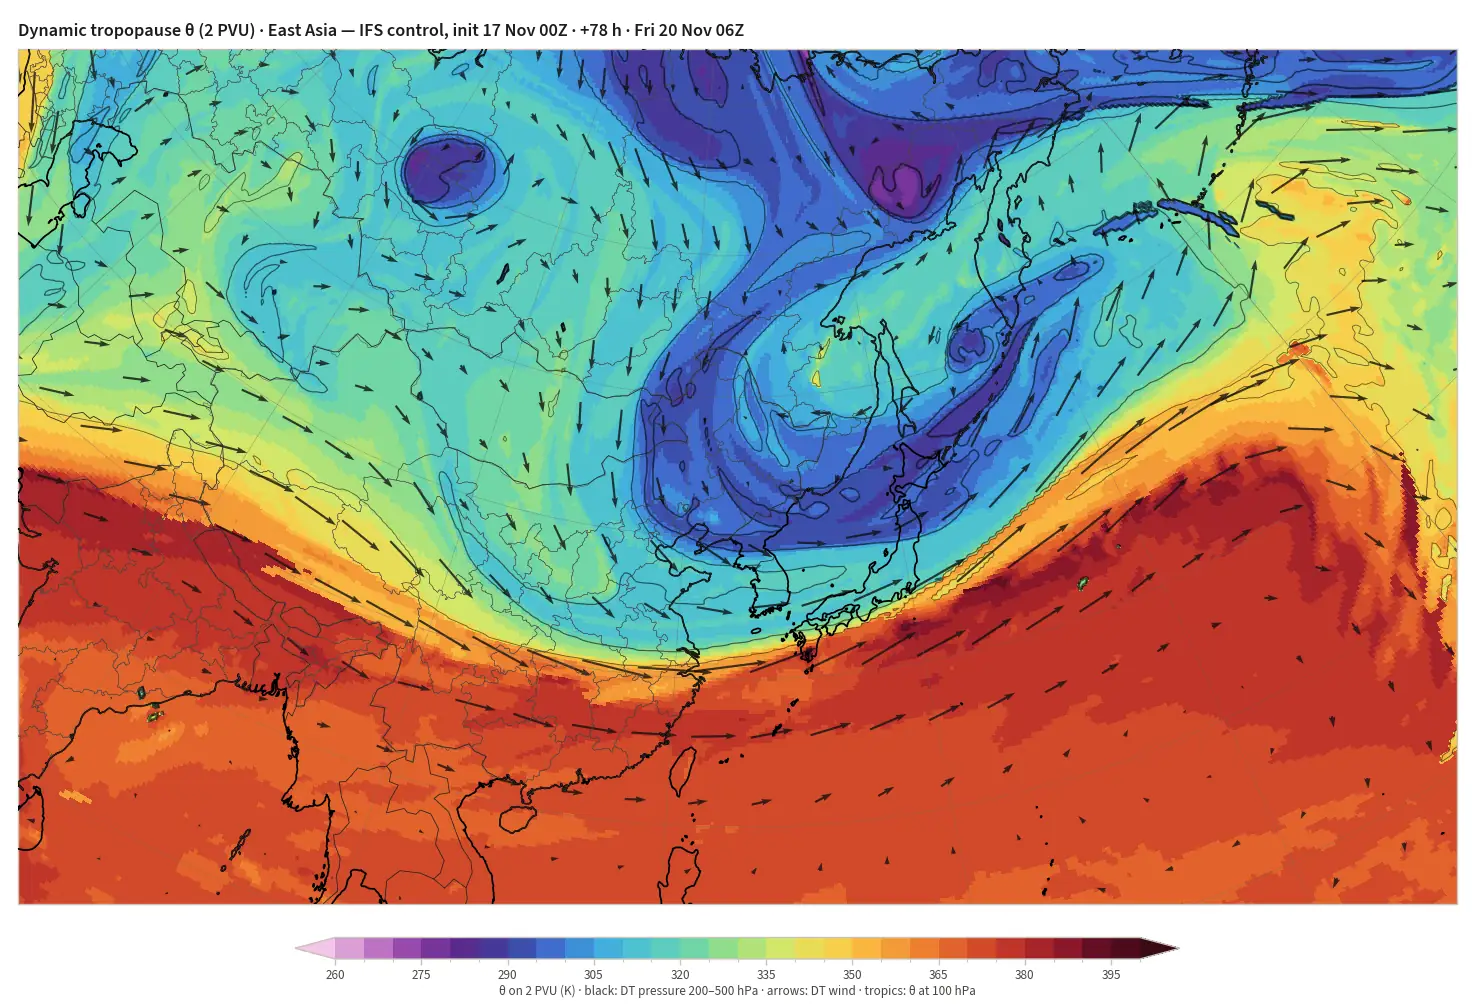 Dynamic tropopause θ (2 PVU) · East Asia — IFS control, init 17 Nov 00Z · +78 h · Fri 20 Nov 06Z
260 275 290 305 320 335 350 365 380 395
θ on 2 PVU (K) · black: DT pressure 200–500 hPa · arrows: DT wind · tropics: θ at 100 hPa